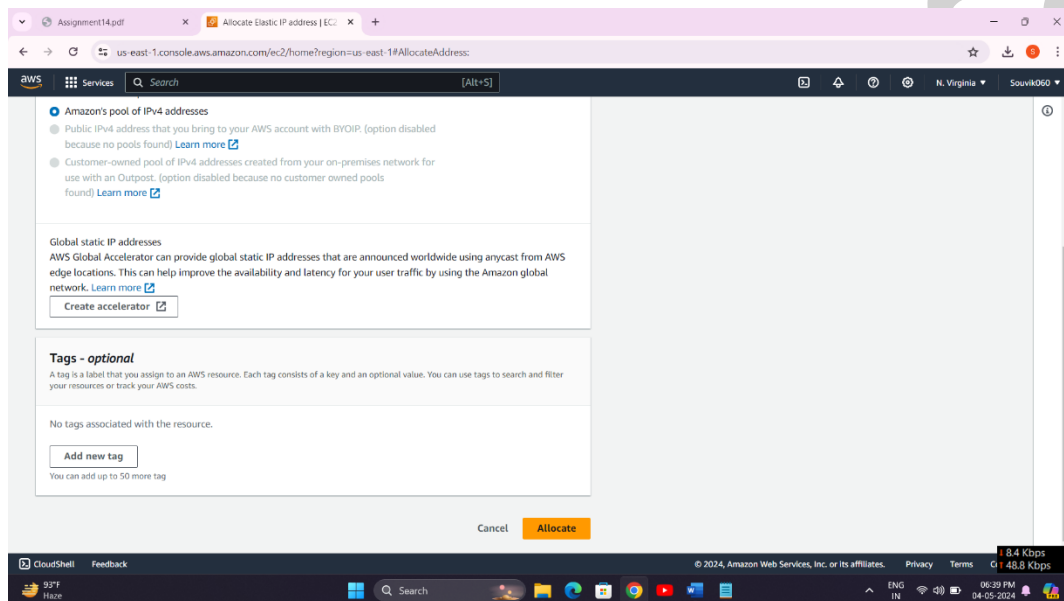 Assignment14.pdf
Allocate Elastic IP address | EC2
us-east-1.console.aws.amazon.com/ec2/home?region=us-east-1#AllocateAddress:
S
aws
Services
Search
[Alt+S]
N. Virginia
Souvik060
Amazon's pool of IPv4 addresses
Public IPv4 address that you bring to your AWS account with BYOIP. (option disabled
because no pools found) Learn more
Customer-owned pool of IPv4 addresses created from your on-premises network for
use with an Outpost. (option disabled because no customer owned pools
found) Learn more
Global static IP addresses
AWS Global Accelerator can provide global static IP addresses that are announced worldwide using anycast from AWS
edge locations. This can help improve the availability and latency for your user traffic by using the Amazon global
network. Learn more
Create accelerator
Tags - optional
A tag is a label that you assign to an AWS resource. Each tag consists of a key and an optional value. You can use tags to search and filter
your resources or track your AWS costs.
No tags associated with the resource.
Add new tag
You can add up to 50 more tag
Cancel
Allocate
CloudShell
Feedback
© 2024, Amazon Web Services, Inc. or its affiliates.
Privacy
Terms
8.4 Kbps
48.8 Kbps
93°F
Haze
Search
ENG
IN
06:39 PM
04-05-2024